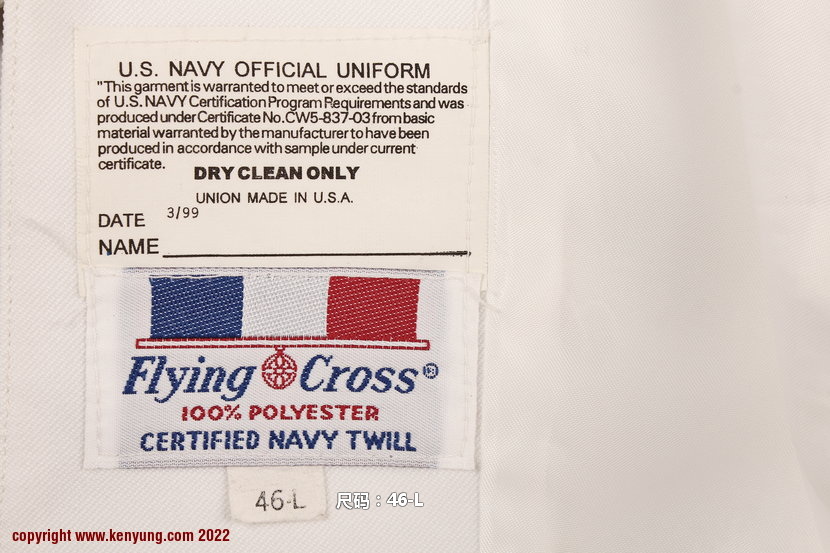 U.S. NAVY OFFICIAL UNIFORM
"This garment is warranted to meet or exceed the standards
of U.S. NAVY Certification Program Requirements and was
produced under Certificate No.CW5-837-03 from basic
material warranted by the manufacturer to have been
produced in accordance with sample under current
certificate.
DRY CLEAN ONLY
UNION MADE IN U.S.A.
DATE 3/99
NAME
Flying Cross®
100% POLYESTER
CERTIFIED NAVY TWILL
46-L
尺码：46-L
copyright www.kenyung.com 2022